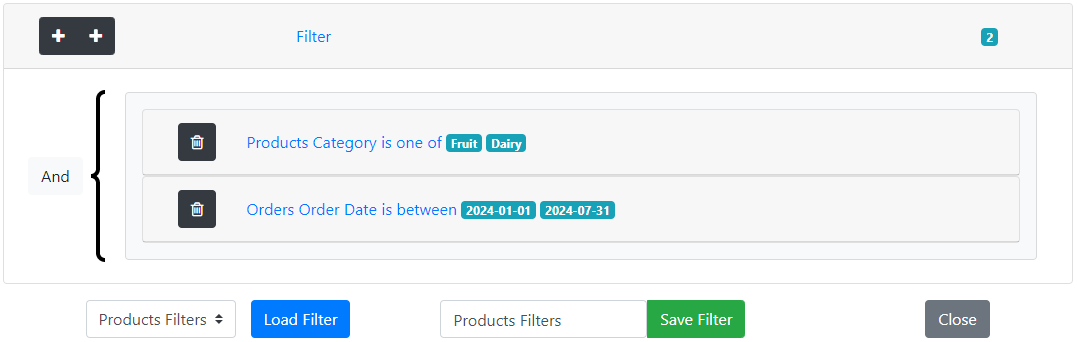 Filter 2
Products Category is one of Fruit Dairy
And
Orders Order Date is between 2024-01-01 2024-07-31
Products Filters Load Filter Products Filters Save Filter Close